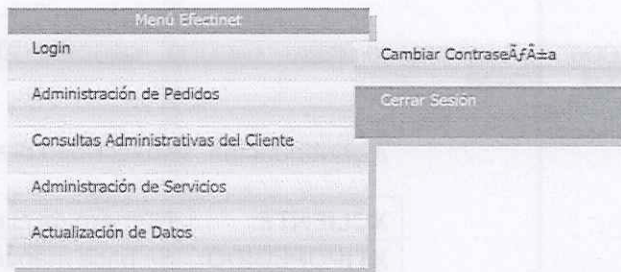 Menú Efectinet
Login
Cambiar ContraseÃƒÂ±a
Administración de Pedidos
Cerrar Sesión
Consultas Administrativas del Cliente
Administración de Servicios
Actualización de Datos